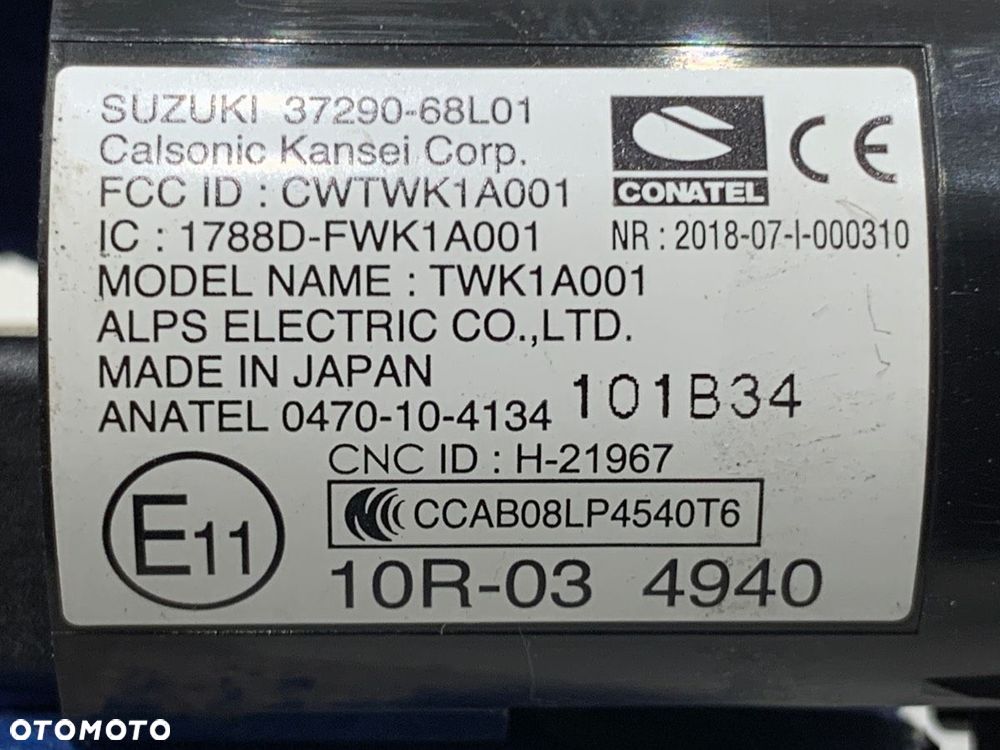 SUZUKI 37290-68L01
Calsonic Kansei Corp.
FCC ID : CWTWK1A001
IC : 1788D-FWK1A001
MODEL NAME : TWK1A001
ALPS ELECTRIC CO.,LTD.
MADE IN JAPAN
ANATEL 0470-10-4134
CONATEL
CE
NR : 2018-07-I-000310
101B34
CNC ID : H-21967
CCAB08LP4540T6
E11
10R-03 4940
OTOMOTO